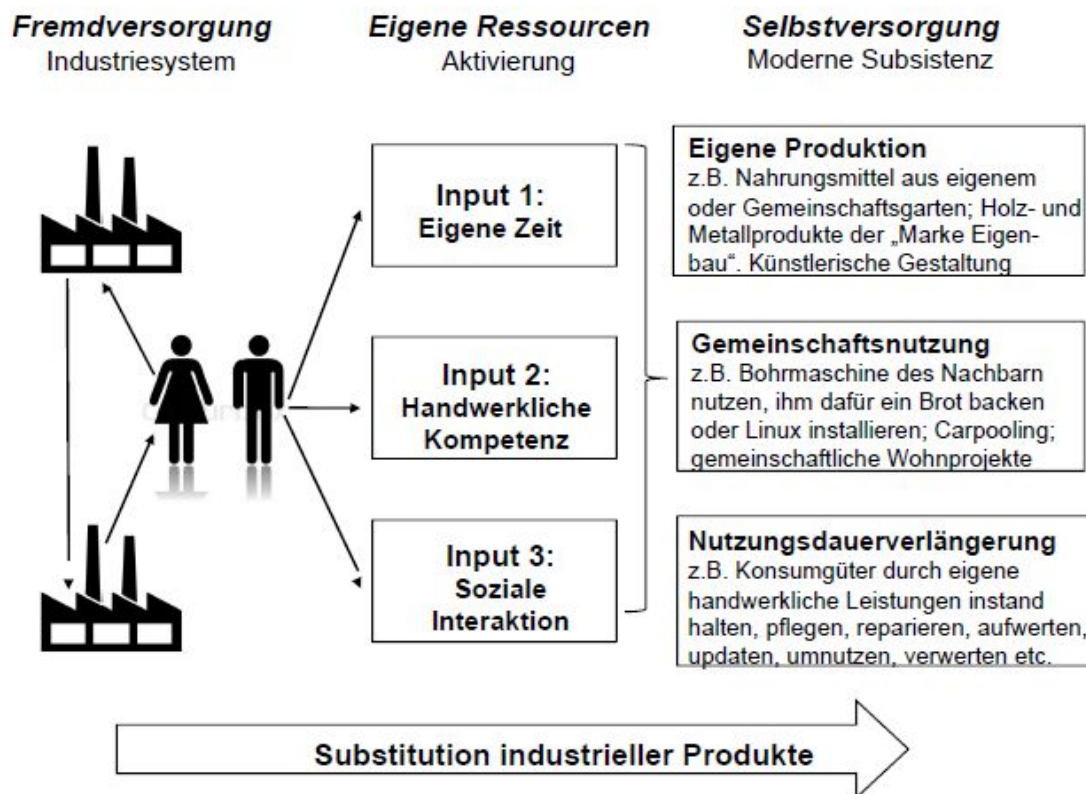 Fremdversorgung
Industriesystem
Eigene Ressourcen
Aktivierung
Selbstversorgung
Moderne Subsistenz
Input 1:
Eigene Zeit
Input 2:
Handwerkliche
Kompetenz
Input 3:
Soziale
Interaktion
Eigene Produktion
z.B. Nahrungsmittel aus eigenem
oder Gemeinschaftsgarten; Holz- und
Metallprodukte der „Marke Eigen-
bau“. Künstlerische Gestaltung
Gemeinschaftsnutzung
z.B. Bohrmaschine des Nachbarn
nutzen, ihm dafür ein Brot backen
oder Linux installieren; Carpooling;
gemeinschaftliche Wohnprojekte
Nutzungsdauerverlängerung
z.B. Konsumgüter durch eigene
handwerkliche Leistungen instand
halten, pflegen, reparieren, aufwerten,
updaten, umnutzen, verwerten etc.
Substitution industrieller Produkte